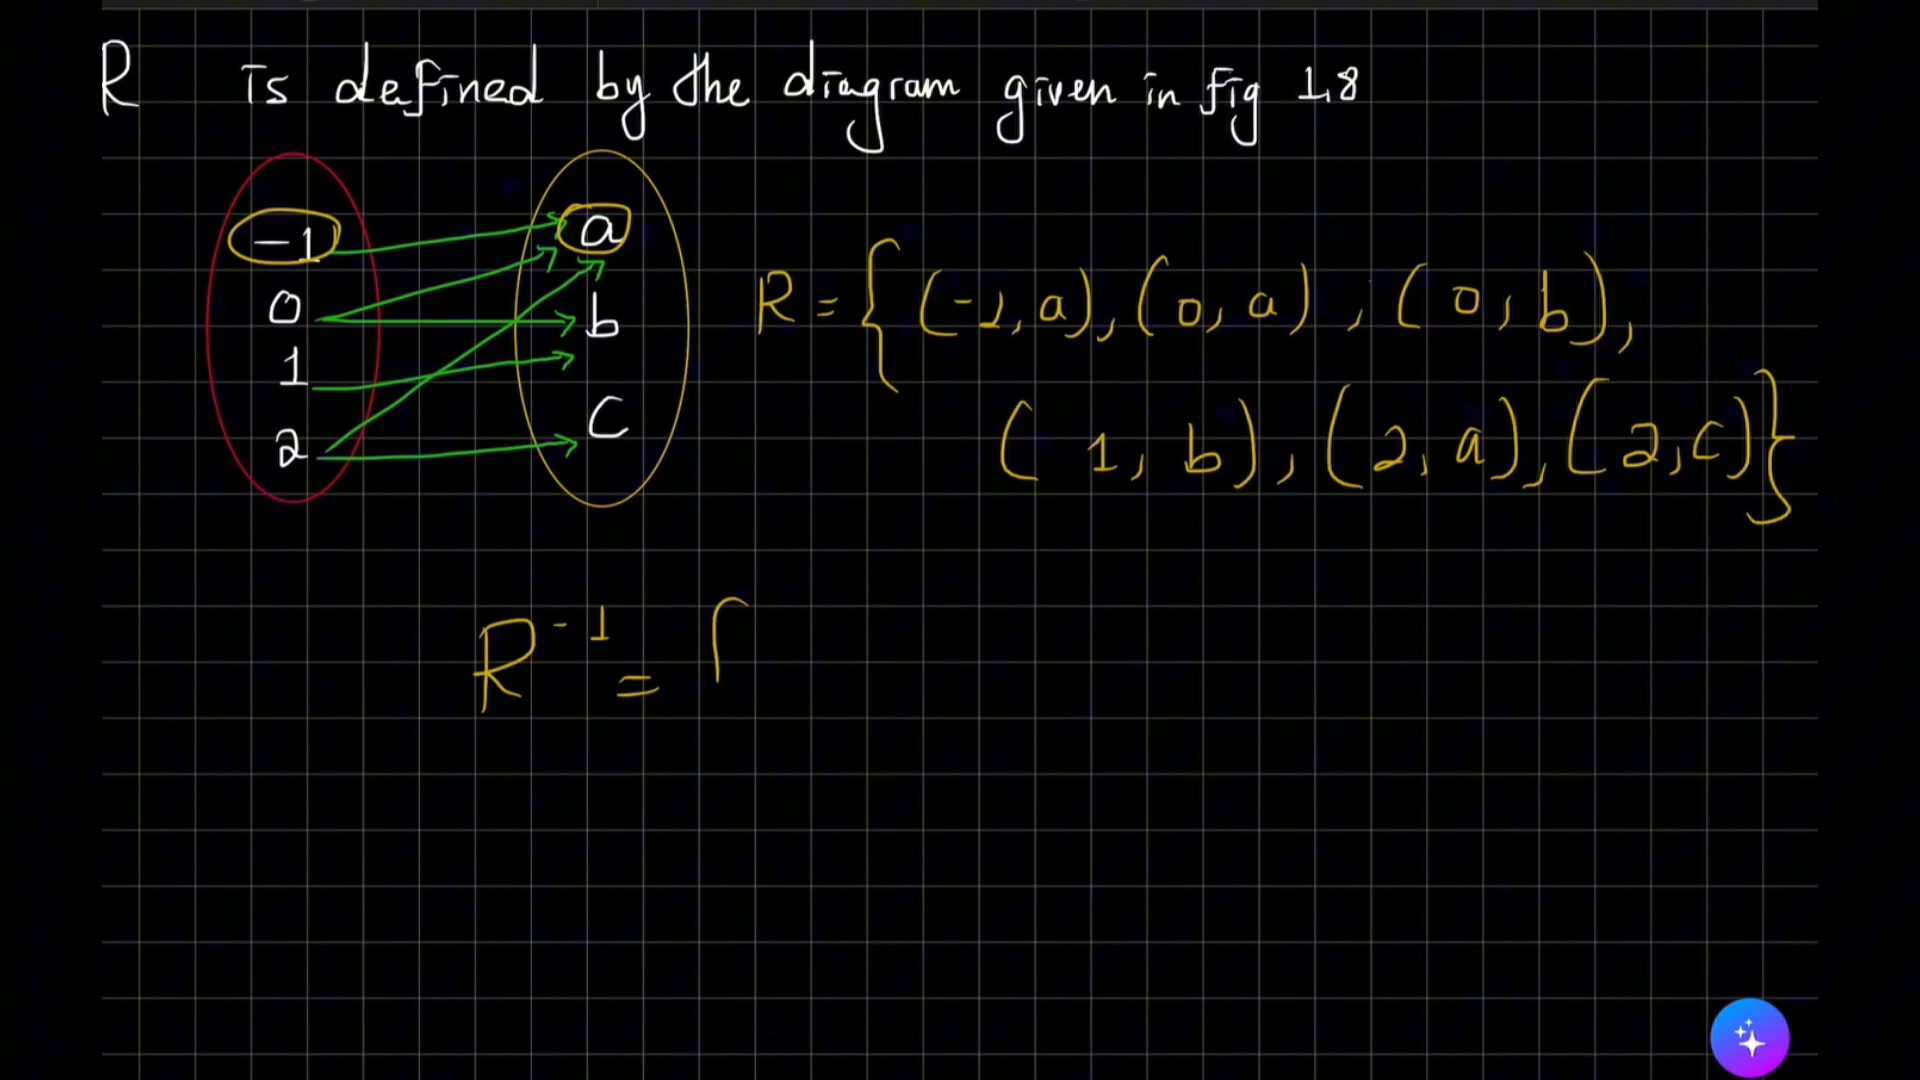 R is defined by the diagram given in fig 1.8
-1
0
1
2
a
b
C
R = { (-1, a), (0, a) , (0, b),
(1, b), (2, a), (2, c)}
R⁻¹ = {